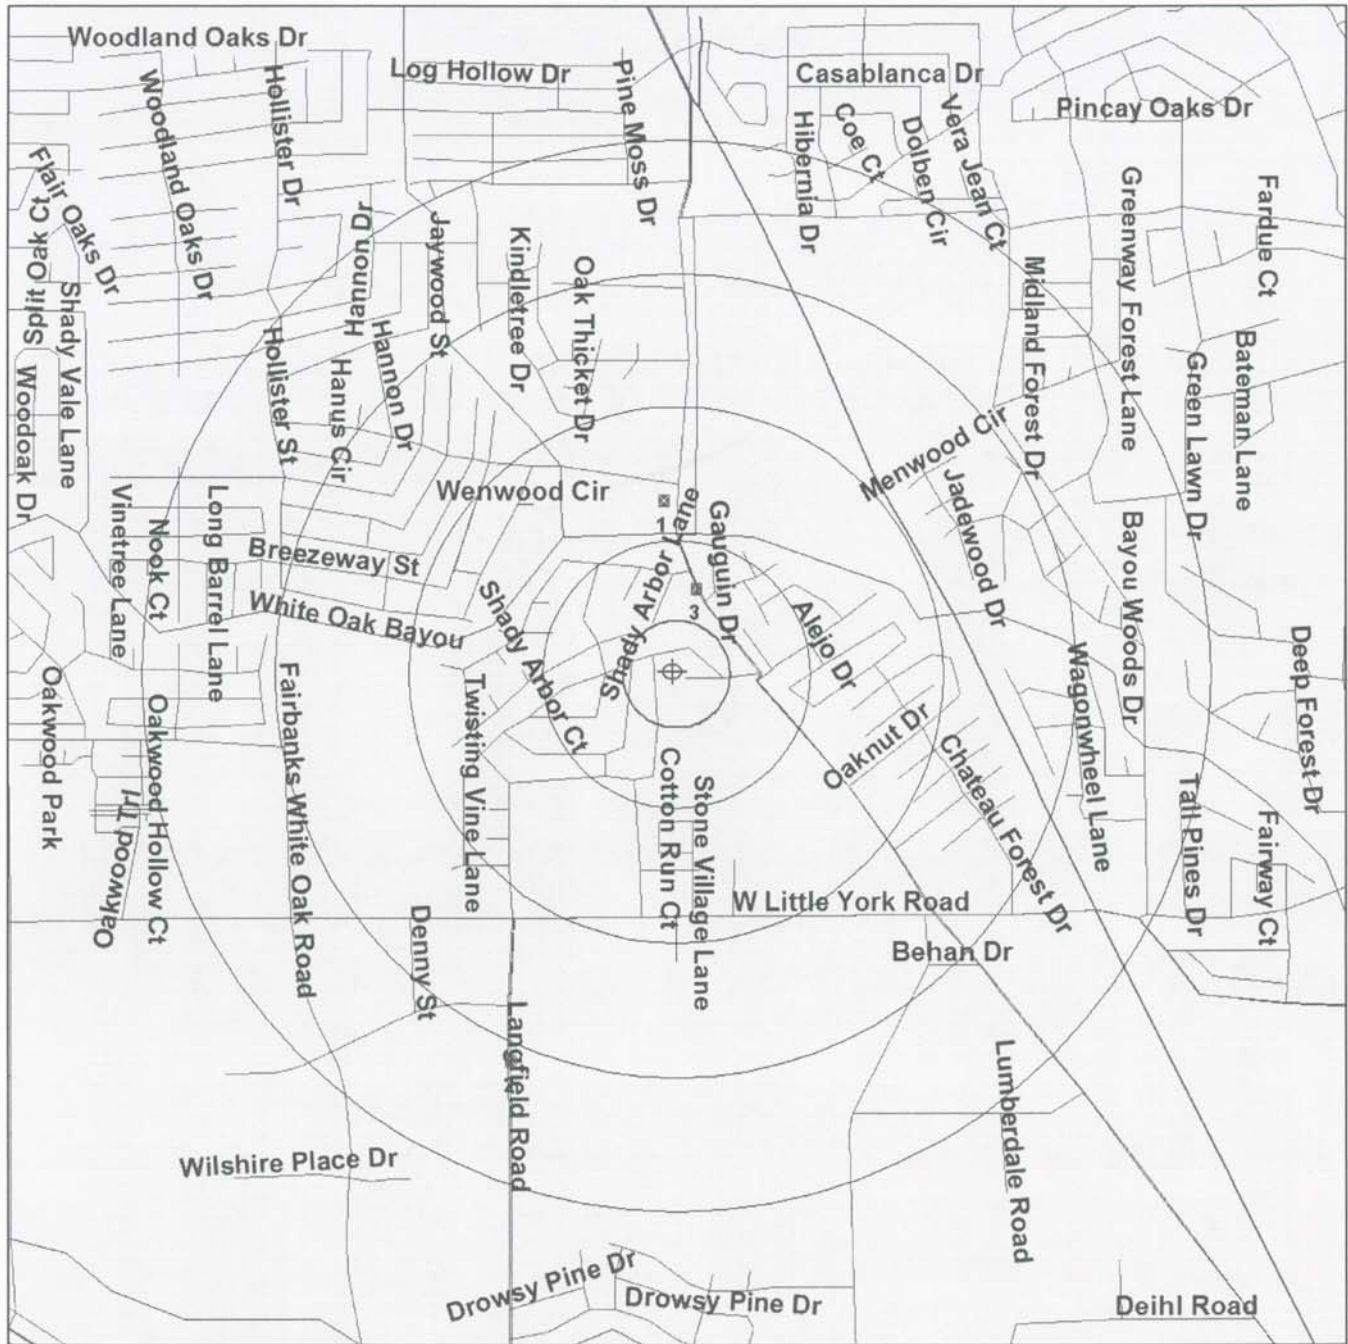 Woodland Oaks Dr
Log Hollow Dr
Casablanca Dr
Pincay Oaks Dr
Woodland Oaks Dr
Hollister Dr
Pine Moss Dr
Hibernia Dr
Coe Ct
Dolben Cir
Vera Jean Ct
Greenway Forest Lane
Fardue Ct
Flair Oaks Dr
Split Oak Ct
Shady Vale Lane
Woodoak Dr
Hannon Dr
Jaywood St
Kindletree Dr
Oak Thicket Dr
Midland Forest Dr
Green Lawn Dr
Bateman Lane
Hollister St
Hanus Cir
Hannon Dr
Menwood Cir
Wenwood Cir
Vinetree Lane
Nook Ct
Long Barrel Lane
Breezeway St
White Oak Bayou
1
Shady Arbor Lane
Gauguin Dr
3
Jadewood Dr
Bayou Woods Dr
Shady Arbor Ct
Alejo Dr
Deep Forest Dr
Wagonwheel Lane
Oakwood Park
Oakwood Hollow Ct
Oakwood Trl
Fairbanks White Oak Road
Twisting Vine Lane
Cotton Run Ct
Stone Village Lane
Oaknut Dr
Chateau Forest Dr
Tall Pines Dr
Fairway Ct
W Little York Road
Behan Dr
Denny St
Langfield Road
Lumberdale Road
Wilshire Place Dr
Drowsy Pine Dr
Drowsy Pine Dr
Deihl Road